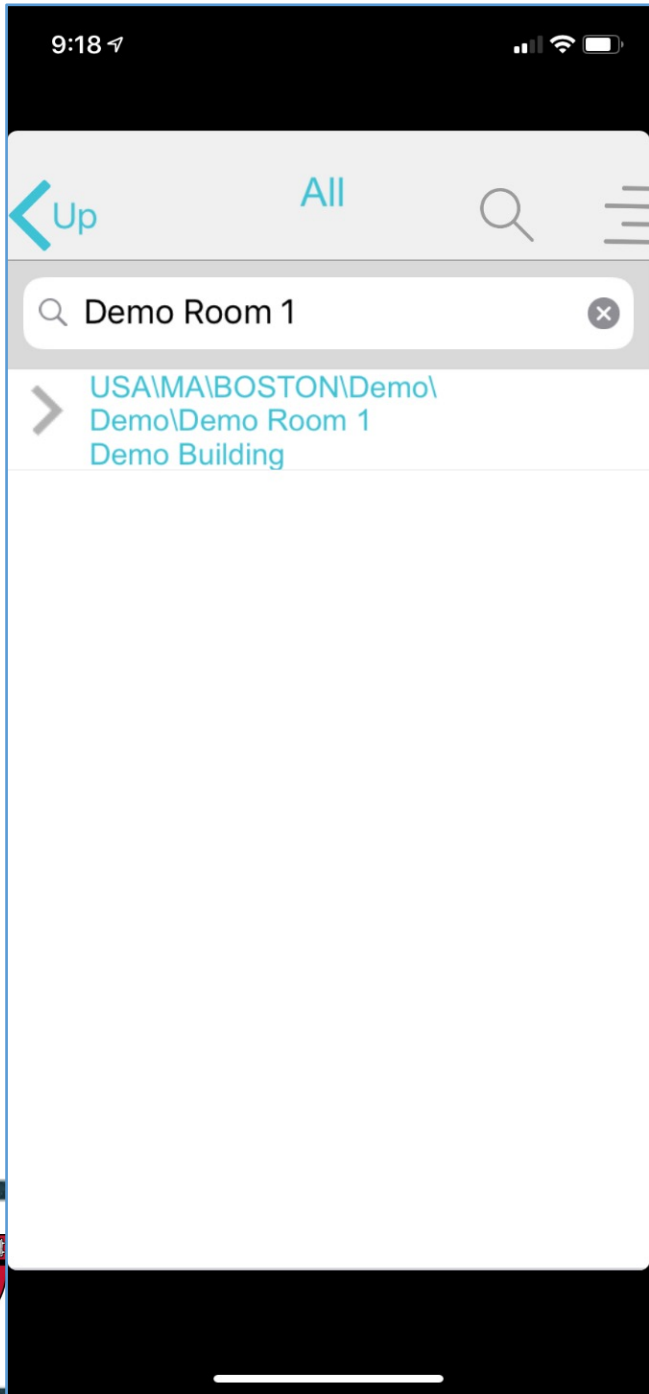 9:18
Up
All
Demo Room 1
USA\MA\BOSTON\Demo\
Demo\Demo Room 1
Demo Building